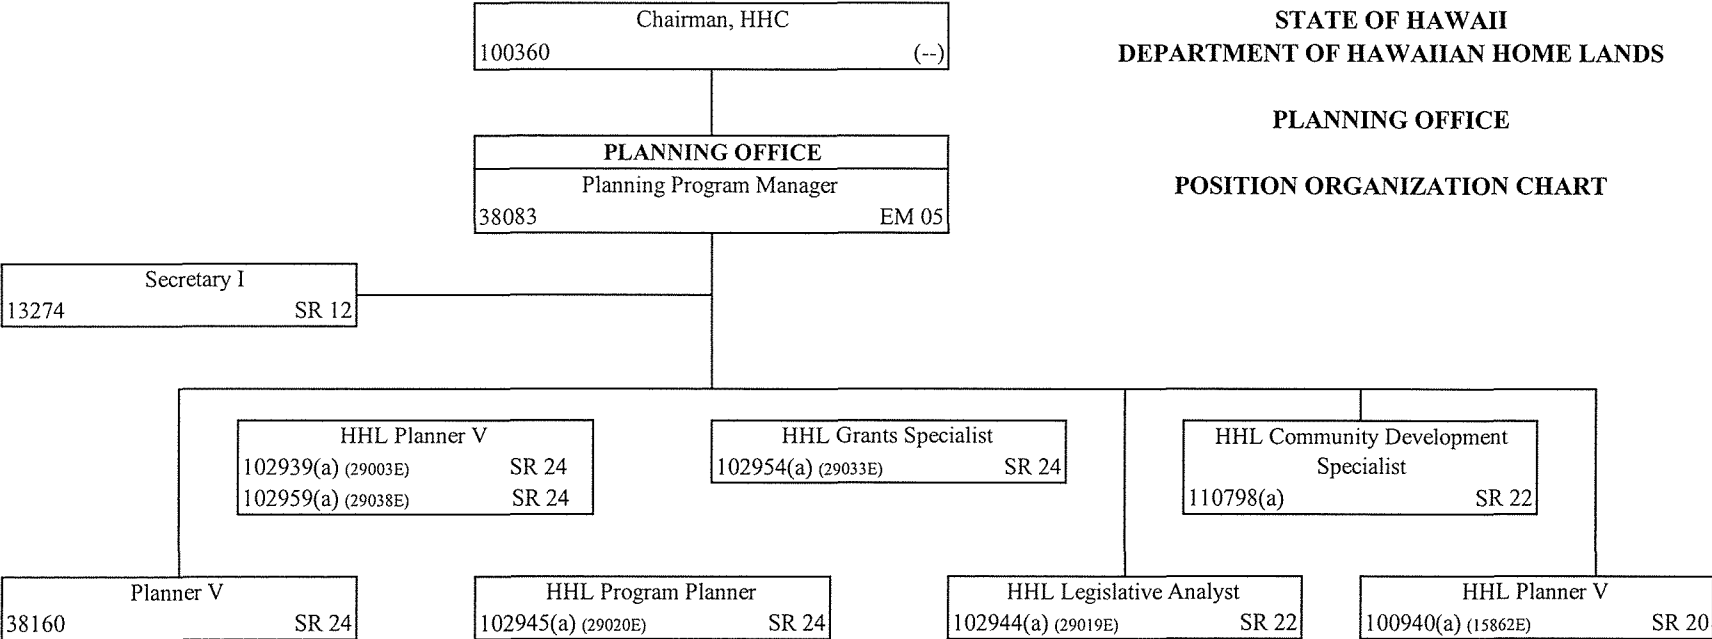 Chairman, HHC
100360 (--)
STATE OF HAWAII
DEPARTMENT OF HAWAIIAN HOME LANDS
PLANNING OFFICE
POSITION ORGANIZATION CHART
PLANNING OFFICE
Planning Program Manager
38083 EM 05
Secretary I
13274 SR 12
HHL Planner V
102939(a) (29003E) SR 24
102959(a) (29038E) SR 24
HHL Grants Specialist
102954(a) (29033E) SR 24
HHL Community Development
Specialist
110798(a) SR 22
Planner V
38160 SR 24
HHL Program Planner
102945(a) (29020E) SR 24
HHL Legislative Analyst
102944(a) (29019E) SR 22
HHL Planner V
100940(a) (15862E) SR 20